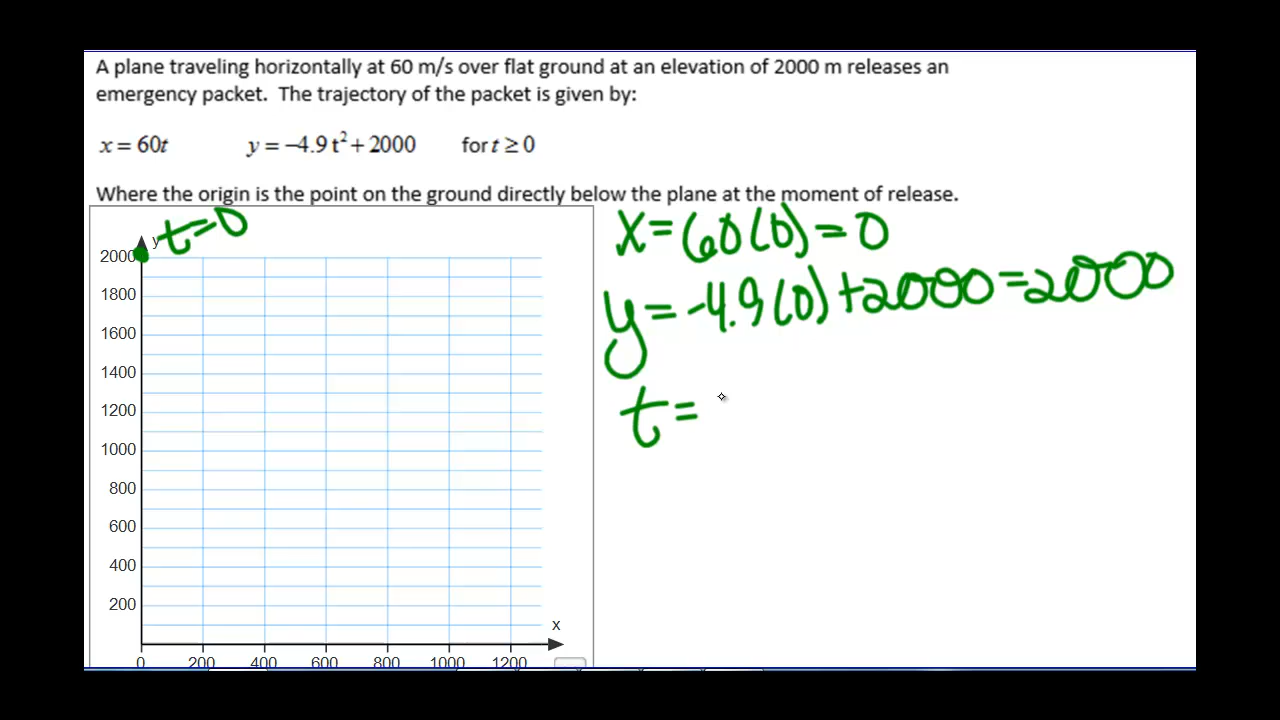 A plane traveling horizontally at 60 m/s over flat ground at an elevation of 2000 m releases an
emergency packet. The trajectory of the packet is given by:
x = 60t y = –4.9 t² + 2000 for t ≥ 0
Where the origin is the point on the ground directly below the plane at the moment of release.
t=0
x=60(0)=0
y=-4.9(0)+2000=2000
t=
y
2000
1800
1600
1400
1200
1000
800
600
400
200
x
0 200 400 600 800 1000 1200